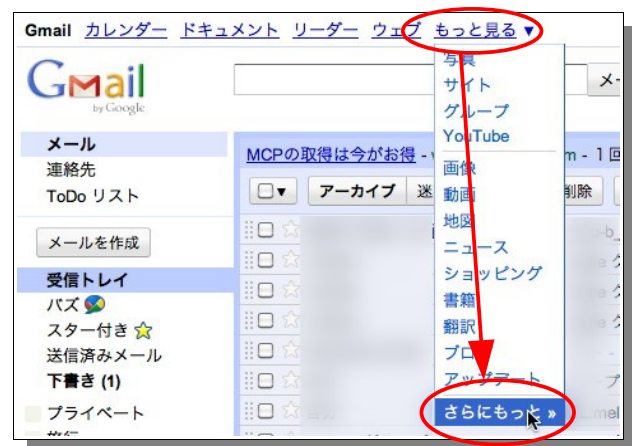 Gmail カレンダー ドキュメント リーダー ウェブ もっと見る ▼
Gmail
by Google
メール
連絡先
ToDo リスト
メールを作成
受信トレイ
バズ
スター付き
送信済みメール
下書き (1)
プライベート
MCPの取得は今がお得 -
m - 1 回
▼ アーカイブ 迷
削除
写真
サイト
グループ
YouTube
画像
動画
地図
ニュース
ショッピング
書籍
翻訳
ブロ
アップデート
さらにもっと »